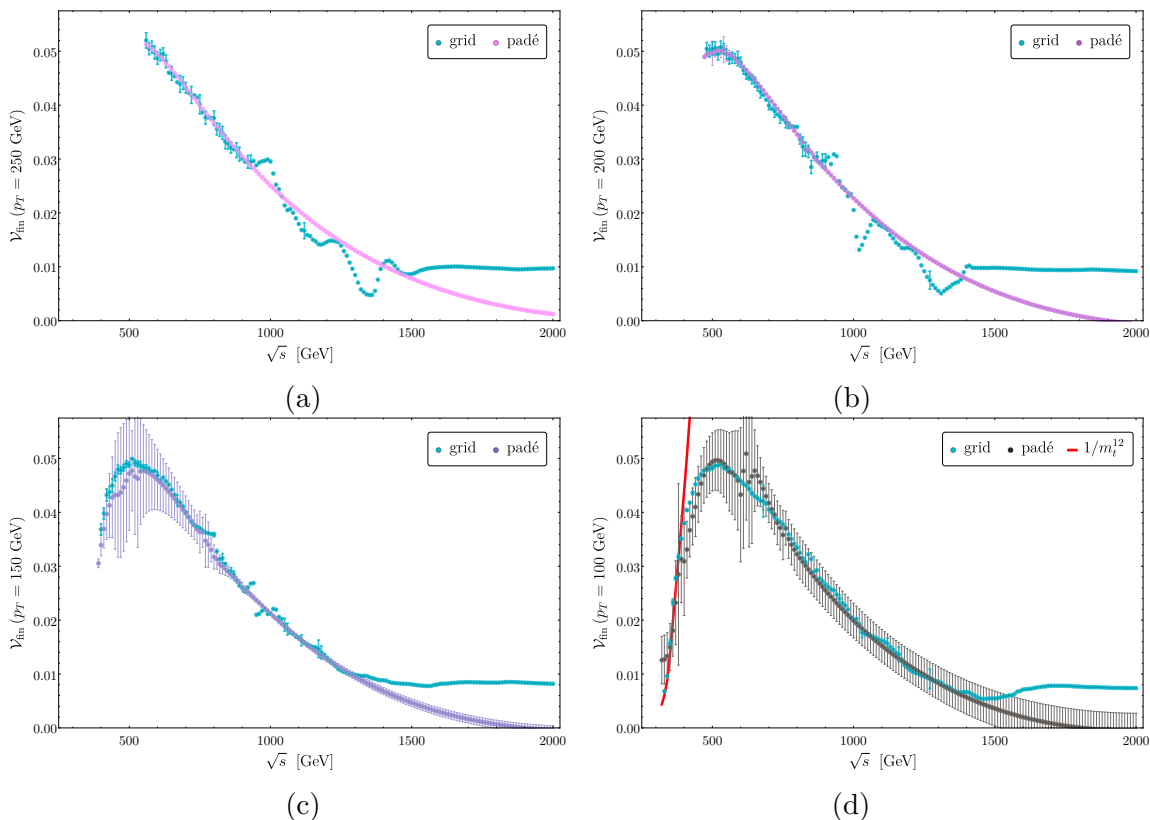 0.05
0.04
0.03
0.02
0.01
0.00
500
1000
1500
2000
√s [GeV]
𝒱fin (pT = 250 GeV)
grid padé
(a)
0.05
0.04
0.03
0.02
0.01
0.00
500
1000
1500
2000
√s [GeV]
𝒱fin (pT = 200 GeV)
grid padé
(b)
0.05
0.04
0.03
0.02
0.01
0.00
500
1000
1500
2000
√s [GeV]
𝒱fin (pT = 150 GeV)
grid padé
(c)
0.05
0.04
0.03
0.02
0.01
0.00
500
1000
1500
2000
√s [GeV]
𝒱fin (pT = 100 GeV)
grid padé 1/m_t^12
(d)